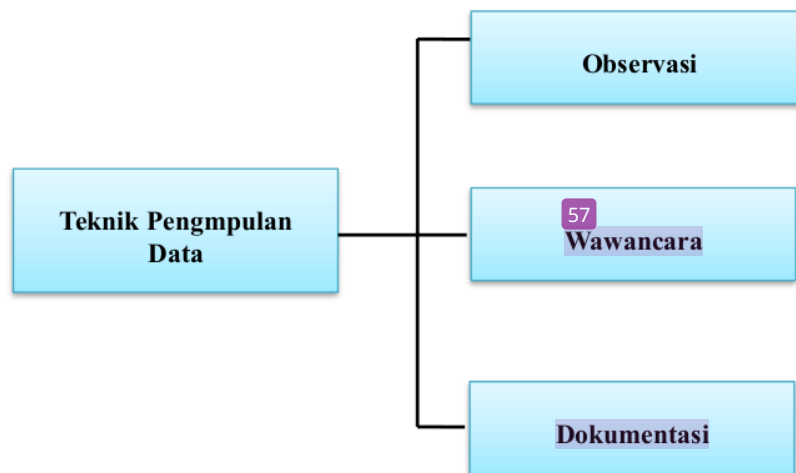 Observasi
Teknik Pengmpulan
Data
57
Wawancara
Dokumentasi